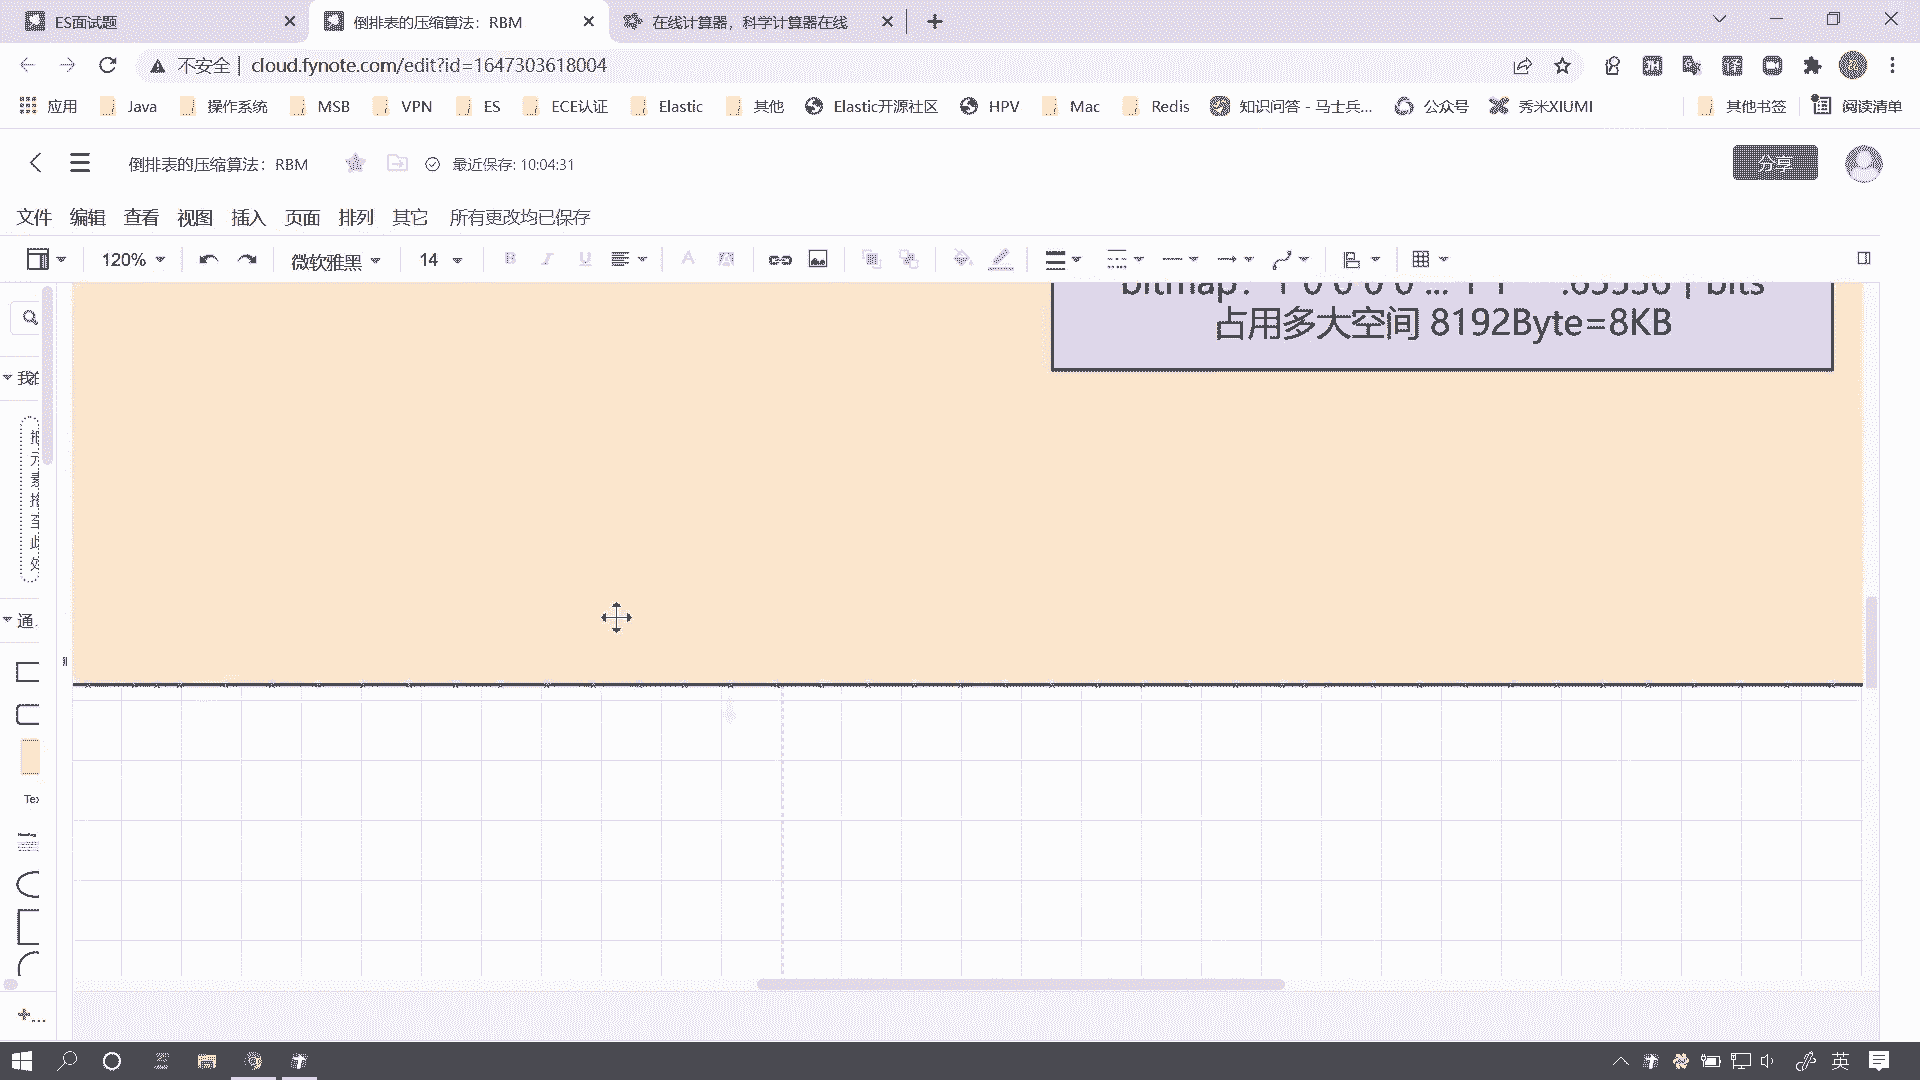 ES面试题
倒排表的压缩算法：RBM
在线计算器，科学计算器在线
不安全 | cloud.fynote.com/edit?id=1647303618004
应用 Java 操作系统 MSB VPN ES ECE认证 Elastic 其他 Elastic开源社区 HPV Mac Redis 知识问答 - 马士兵... 公众号 秀米XIUMI 其他书签 阅读清单
倒排表的压缩算法：RBM 最近保存: 10:04:31 分享
文件 编辑 查看 视图 插入 页面 排列 其它 所有更改均已保存
120% 微软雅黑 14 B I U A
bitmap: 1 0 0 0 0 ... 1 1 .65536 | bits
占用多大空间 8192Byte=8KB
通.
Tex
英